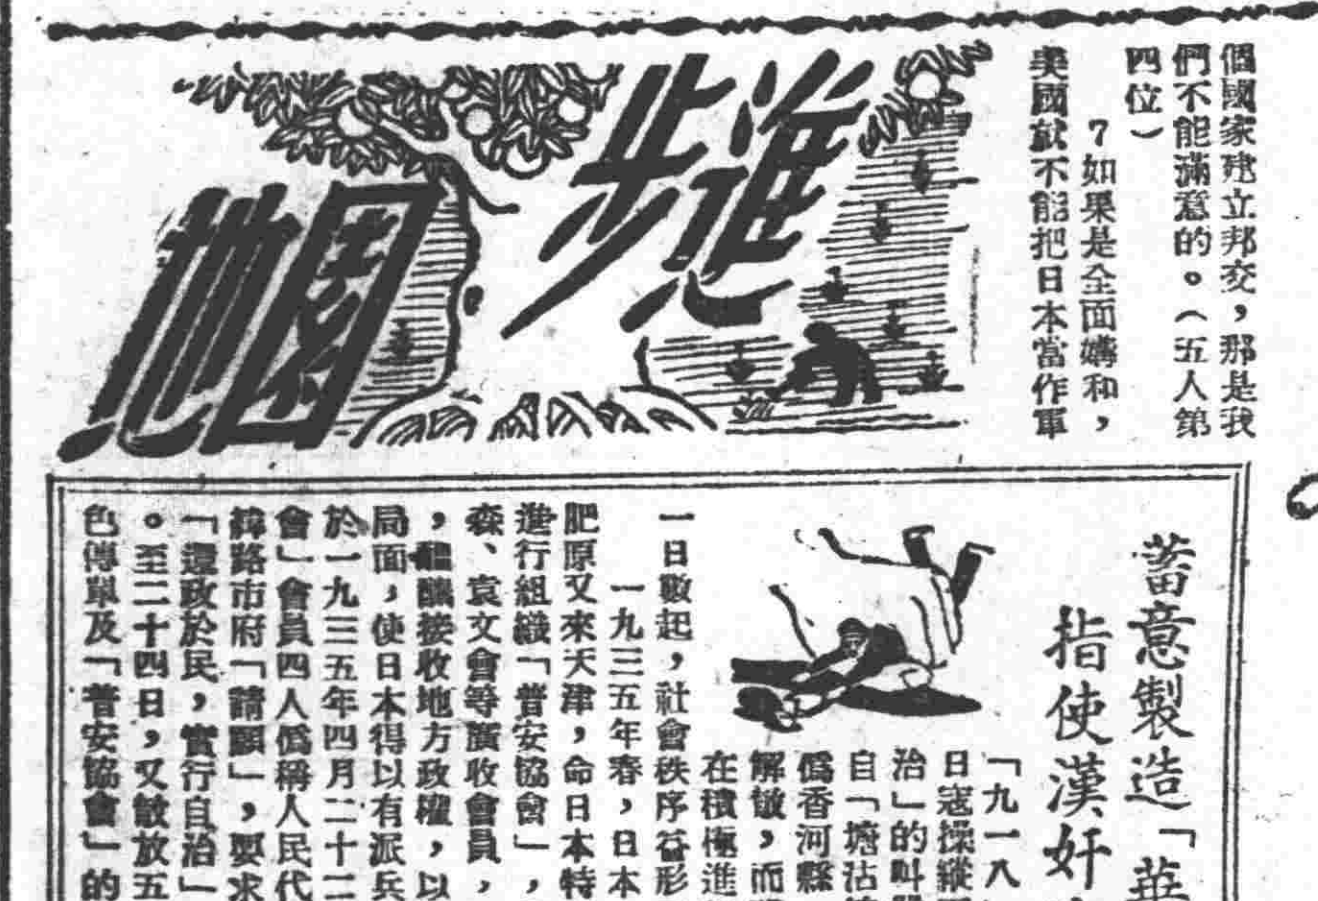 個國家建立邦交，那是我
們不能滿意的。（五人第
四位）
7如果是全面媾和，
美國就不能把日本當作軍
進步
園地
蓄意製造「華
指使漢奸
「九一八
日寇操縱
治」的叫
自「塘沽
僞香河縣
解散，而
在積極進
一日數起，社會秩序益形
一九三五年春，日本
肥原又來天津，命日本特
進行組織「普安協會」，
森、袁文會等廣收會員，
，醞釀接收地方政權，以
局面，使日本得以有派兵
於一九三五年四月二十二
會」會員四人僞稱人民代
緯路市府「請願」，要求
「還政於民，實行自治」
。至二十四日，又散放五
色傳單及「普安協會」的